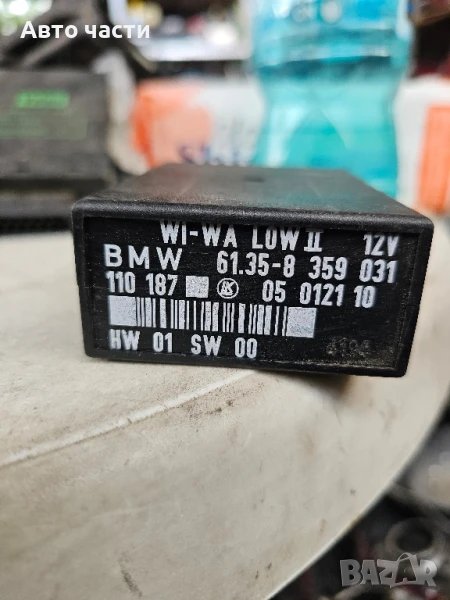 Авто части
WI-WA LOW II 12V
BMW 61.35-8 359 031
110 187 05 0121 10
HW 01 SW 00
BAZAR